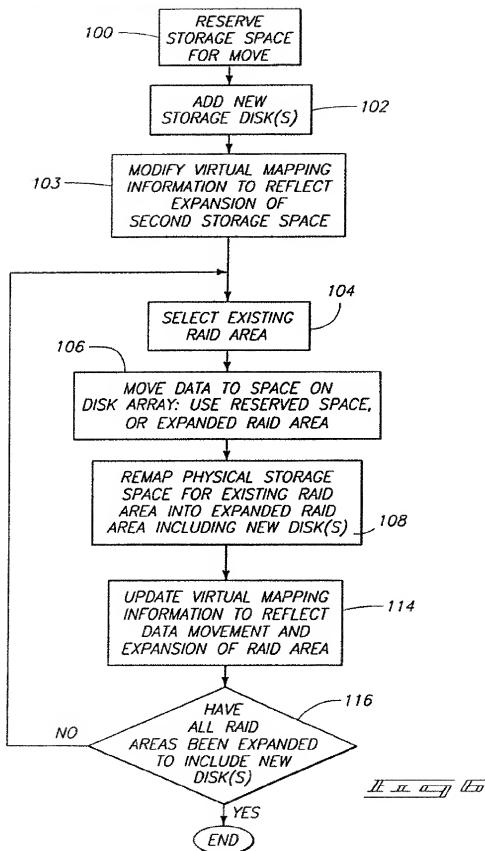 100
RESERVE
STORAGE SPACE
FOR MOVE
ADD NEW
STORAGE DISK(S)
102
103
MODIFY VIRTUAL MAPPING
INFORMATION TO REFLECT
EXPANSION OF
SECOND STORAGE SPACE
104
SELECT EXISTING
RAID AREA
106
MOVE DATA TO SPACE ON
DISK ARRAY: USE RESERVED SPACE,
OR EXPANDED RAID AREA
REMAP PHYSICAL STORAGE
SPACE FOR EXISTING RAID
AREA INTO EXPANDED RAID
AREA INCLUDING NEW DISK(S)
108
UPDATE VIRTUAL MAPPING
INFORMATION TO REFLECT
DATA MOVEMENT AND
EXPANSION OF RAID AREA
114
116
HAVE
ALL RAID
AREAS BEEN EXPANDED
TO INCLUDE NEW
DISK(S)
NO
YES
END
Fig 6